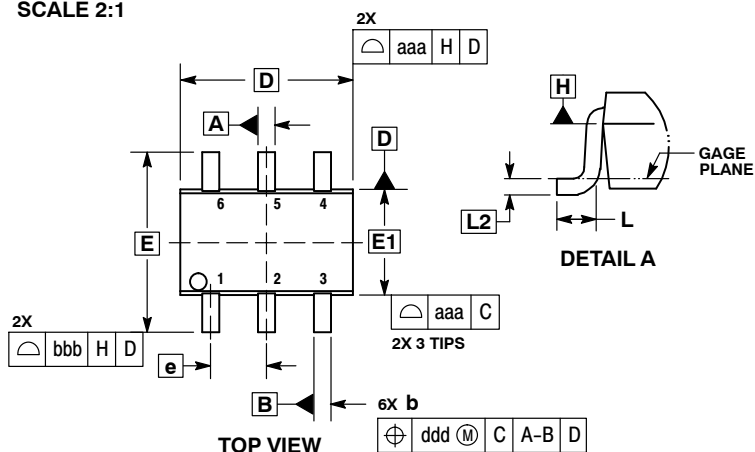 SCALE 2:1
2X
⌓ aaa H D
D
A
D
H
GAGE
PLANE
6 5 4
L2
L
E
E1
DETAIL A
1 2 3
⌓ aaa C
2X 3 TIPS
2X
⌓ bbb H D
e
B
6X b
⌖ ddd Ⓜ C A-B D
TOP VIEW